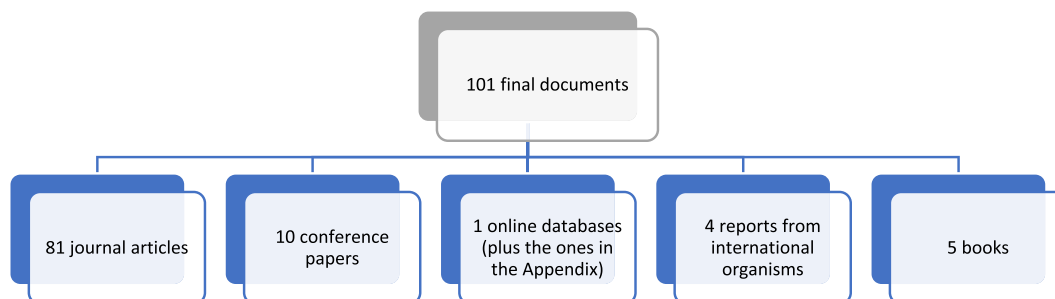 101 final documents
81 journal articles
10 conference
papers
1 online databases
(plus the ones in
the Appendix)
4 reports from
international
organisms
5 books